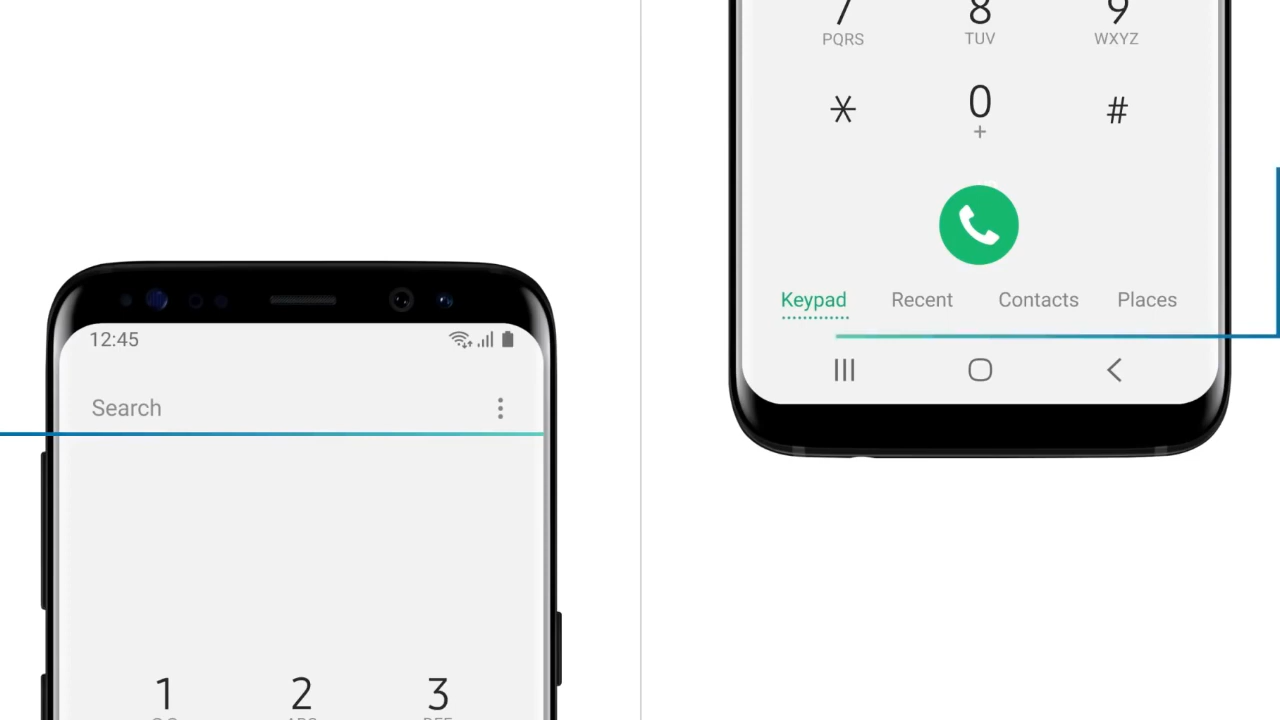 12:45
Search
1 2 3
7 8 9
PQRS TUV WXYZ
* 0 #
+
Keypad Recent Contacts Places